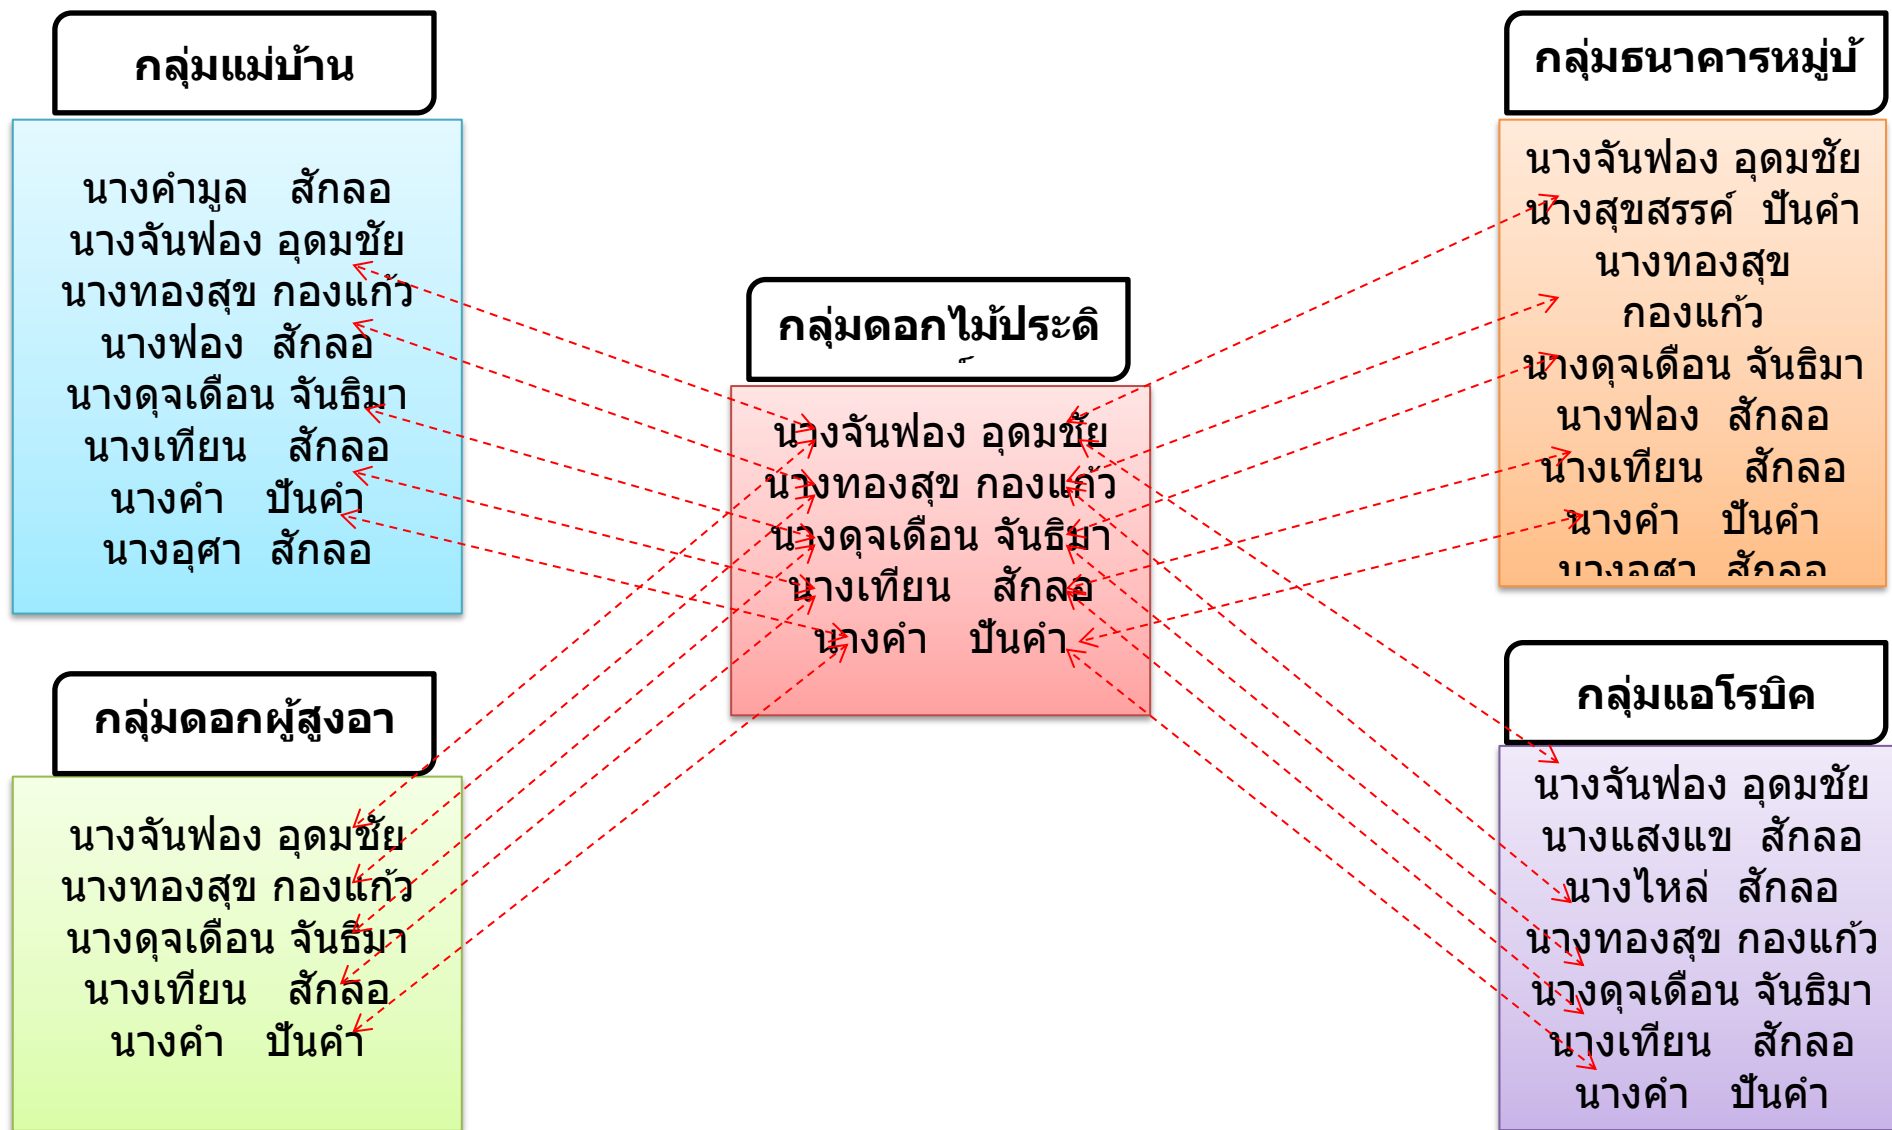 กลุ่มแม่บ้าน
นางคำมูล สักลอ
นางจันฟอง อุดมชัย
นางทองสุข กองแก้ว
นางฟอง สักลอ
นางดุจเดือน จันธิมา
นางเทียน สักลอ
นางคำ ปันคำ
นางอุศา สักลอ
กลุ่มดอกผู้สูงอา
นางจันฟอง อุดมชัย
นางทองสุข กองแก้ว
นางดุจเดือน จันธิมา
นางเทียน สักลอ
นางคำ ปันคำ
กลุ่มดอกไม้ประดิ
นางจันฟอง อุดมชัย
นางทองสุข กองแก้ว
นางดุจเดือน จันธิมา
นางเทียน สักลอ
นางคำ ปันคำ
กลุ่มธนาคารหมู่บ้
นางจันฟอง อุดมชัย
นางสุขสรรค์ ปันคำ
นางทองสุข
กองแก้ว
นางดุจเดือน จันธิมา
นางฟอง สักลอ
นางเทียน สักลอ
นางคำ ปันคำ
นางอุศา สักลอ
กลุ่มแอโรบิค
นางจันฟอง อุดมชัย
นางแสงแข สักลอ
นางไหล่ สักลอ
นางทองสุข กองแก้ว
นางดุจเดือน จันธิมา
นางเทียน สักลอ
นางคำ ปันคำ